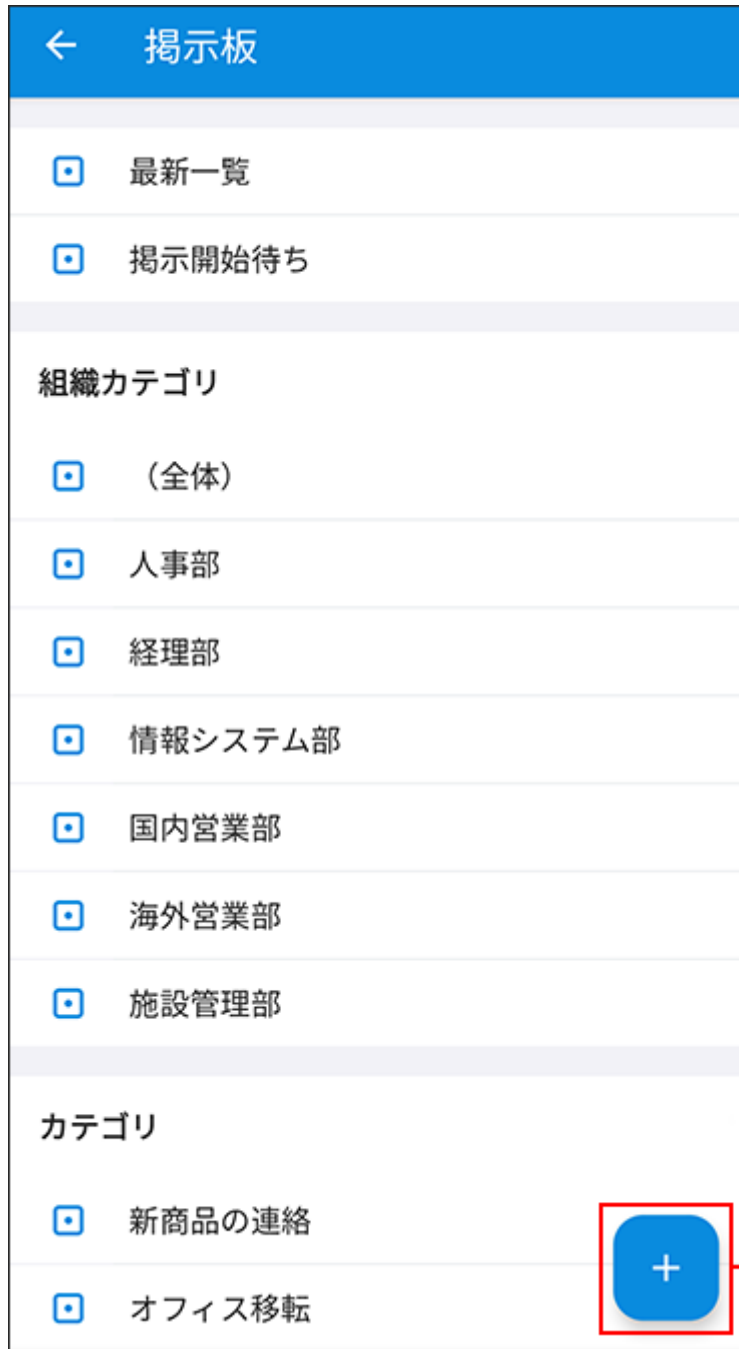 掲示板
最新一覧
掲示開始待ち
組織カテゴリ
（全体）
人事部
経理部
情報システム部
国内営業部
海外営業部
施設管理部
カテゴリ
新商品の連絡
オフィス移転